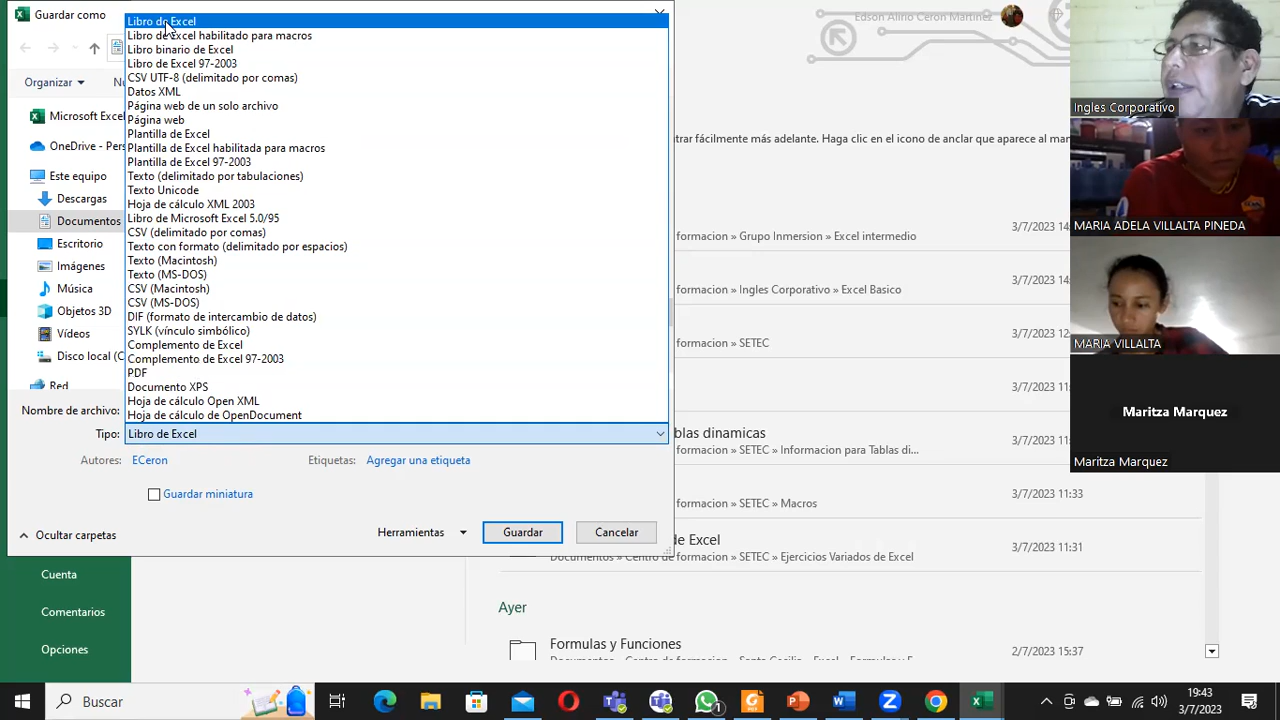 Guardar como
Edson Alirio Ceron Martinez
Libro de Excel
Libro de Excel habilitado para macros
Libro binario de Excel
Libro de Excel 97-2003
CSV UTF-8 (delimitado por comas)
Datos XML
Página web de un solo archivo
Página web
Plantilla de Excel
Plantilla de Excel habilitada para macros
Plantilla de Excel 97-2003
Texto (delimitado por tabulaciones)
Texto Unicode
Hoja de cálculo XML 2003
Libro de Microsoft Excel 5.0/95
CSV (delimitado por comas)
Texto con formato (delimitado por espacios)
Texto (Macintosh)
Texto (MS-DOS)
CSV (Macintosh)
CSV (MS-DOS)
DIF (formato de intercambio de datos)
SYLK (vínculo simbólico)
Complemento de Excel
Complemento de Excel 97-2003
PDF
Documento XPS
Hoja de cálculo Open XML
Hoja de cálculo de OpenDocument
Organizar
Nu
Microsoft Excel
OneDrive - Pers
Este equipo
Descargas
Documentos
Escritorio
Imágenes
Música
Objetos 3D
Vídeos
Disco local (C
Red
Nombre de archivo:
Tipo: Libro de Excel
Autores: ECeron
Etiquetas: Agregar una etiqueta
Guardar miniatura
Ocultar carpetas
Herramientas
Guardar
Cancelar
Cuenta
Comentarios
Opciones
trar fácilmente más adelante. Haga clic en el icono de anclar que aparece al mar
formacion » Grupo Inmersion » Excel intermedio
3/7/2023 14:
formacion » Ingles Corporativo » Excel Basico
3/7/2023 14:
formacion » SETEC
3/7/2023 12:
3/7/2023 11:
blas dinamicas
formacion » SETEC » Informacion para Tablas di...
3/7/2023 11:
formacion » SETEC » Macros
3/7/2023 11:33
de Excel
Documentos » Centro de formacion » SETEC » Ejercicios Variados de Excel
3/7/2023 11:31
Ayer
Formulas y Funciones
2/7/2023 15:37
Ingles Corporativo
MARIA ADELA VILLALTA PINEDA
MARIA VILLALTA
Maritza Marquez
Maritza Marquez
Buscar
1
19:43
3/7/2023